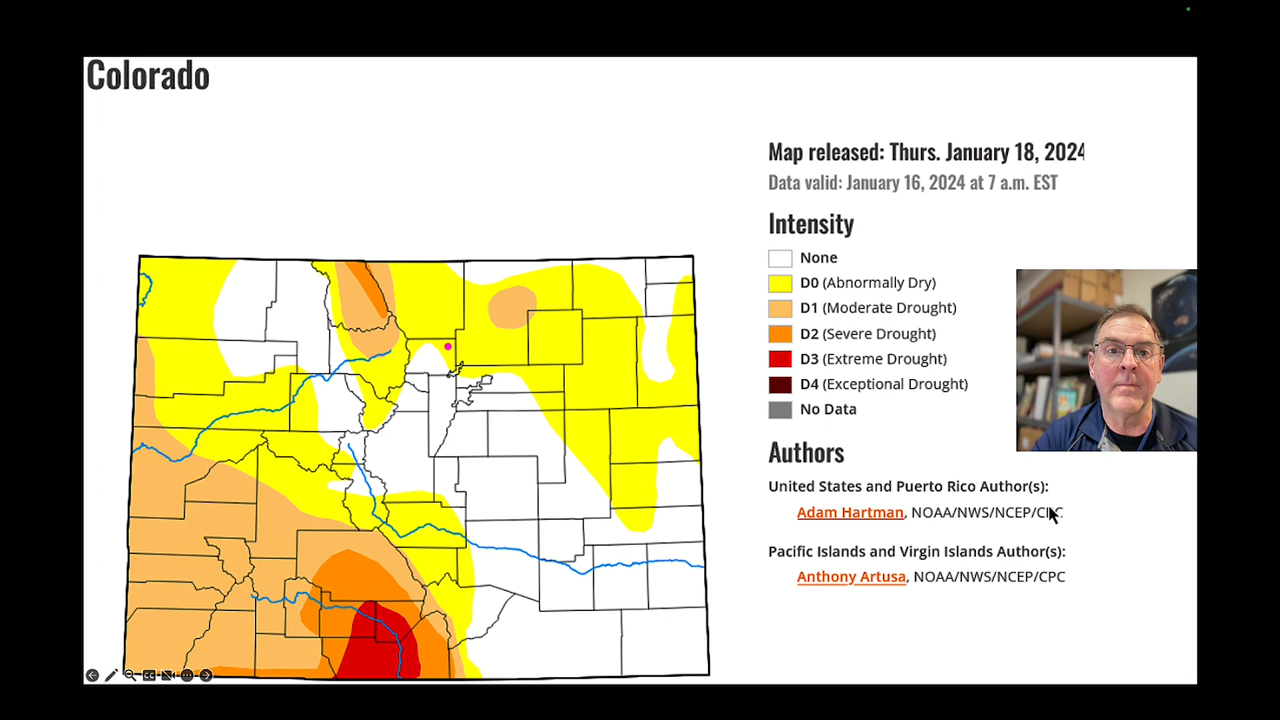 Colorado
Map released: Thurs. January 18, 2024
Data valid: January 16, 2024 at 7 a.m. EST
Intensity
None
D0 (Abnormally Dry)
D1 (Moderate Drought)
D2 (Severe Drought)
D3 (Extreme Drought)
D4 (Exceptional Drought)
No Data
Authors
United States and Puerto Rico Author(s):
Adam Hartman, NOAA/NWS/NCEP/CPC
Pacific Islands and Virgin Islands Author(s):
Anthony Artusa, NOAA/NWS/NCEP/CPC